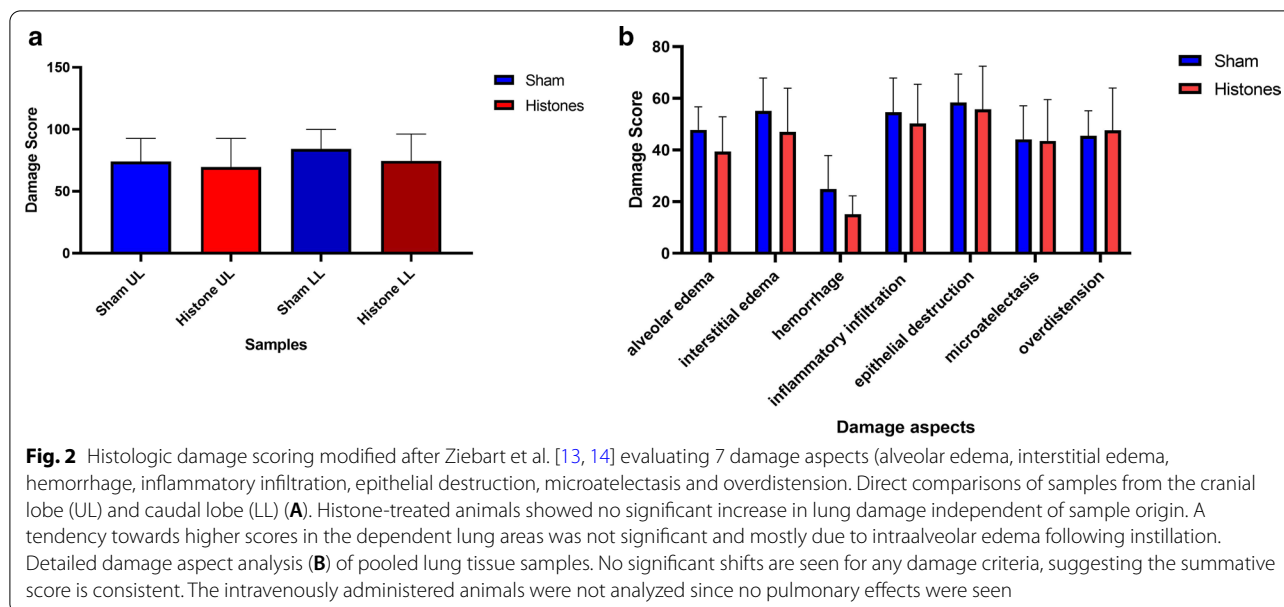 a
150
100
50
0
Damage Score
Sham UL
Histone UL
Sham LL
Histone LL
Samples
Sham
Histones
b
80
60
40
20
0
Damage Score
alveolar edema
interstitial edema
hemorrhage
inflammatory infiltration
epithelial destruction
microatelectasis
overdistension
Damage aspects
Sham
Histones
Fig. 2 Histologic damage scoring modified after Ziebart et al. [13, 14] evaluating 7 damage aspects (alveolar edema, interstitial edema,
hemorrhage, inflammatory infiltration, epithelial destruction, microatelectasis and overdistension. Direct comparisons of samples from the cranial
lobe (UL) and caudal lobe (LL) (A). Histone-treated animals showed no significant increase in lung damage independent of sample origin. A
tendency towards higher scores in the dependent lung areas was not significant and mostly due to intraalveolar edema following instillation.
Detailed damage aspect analysis (B) of pooled lung tissue samples. No significant shifts are seen for any damage criteria, suggesting the summative
score is consistent. The intravenously administered animals were not analyzed since no pulmonary effects were seen